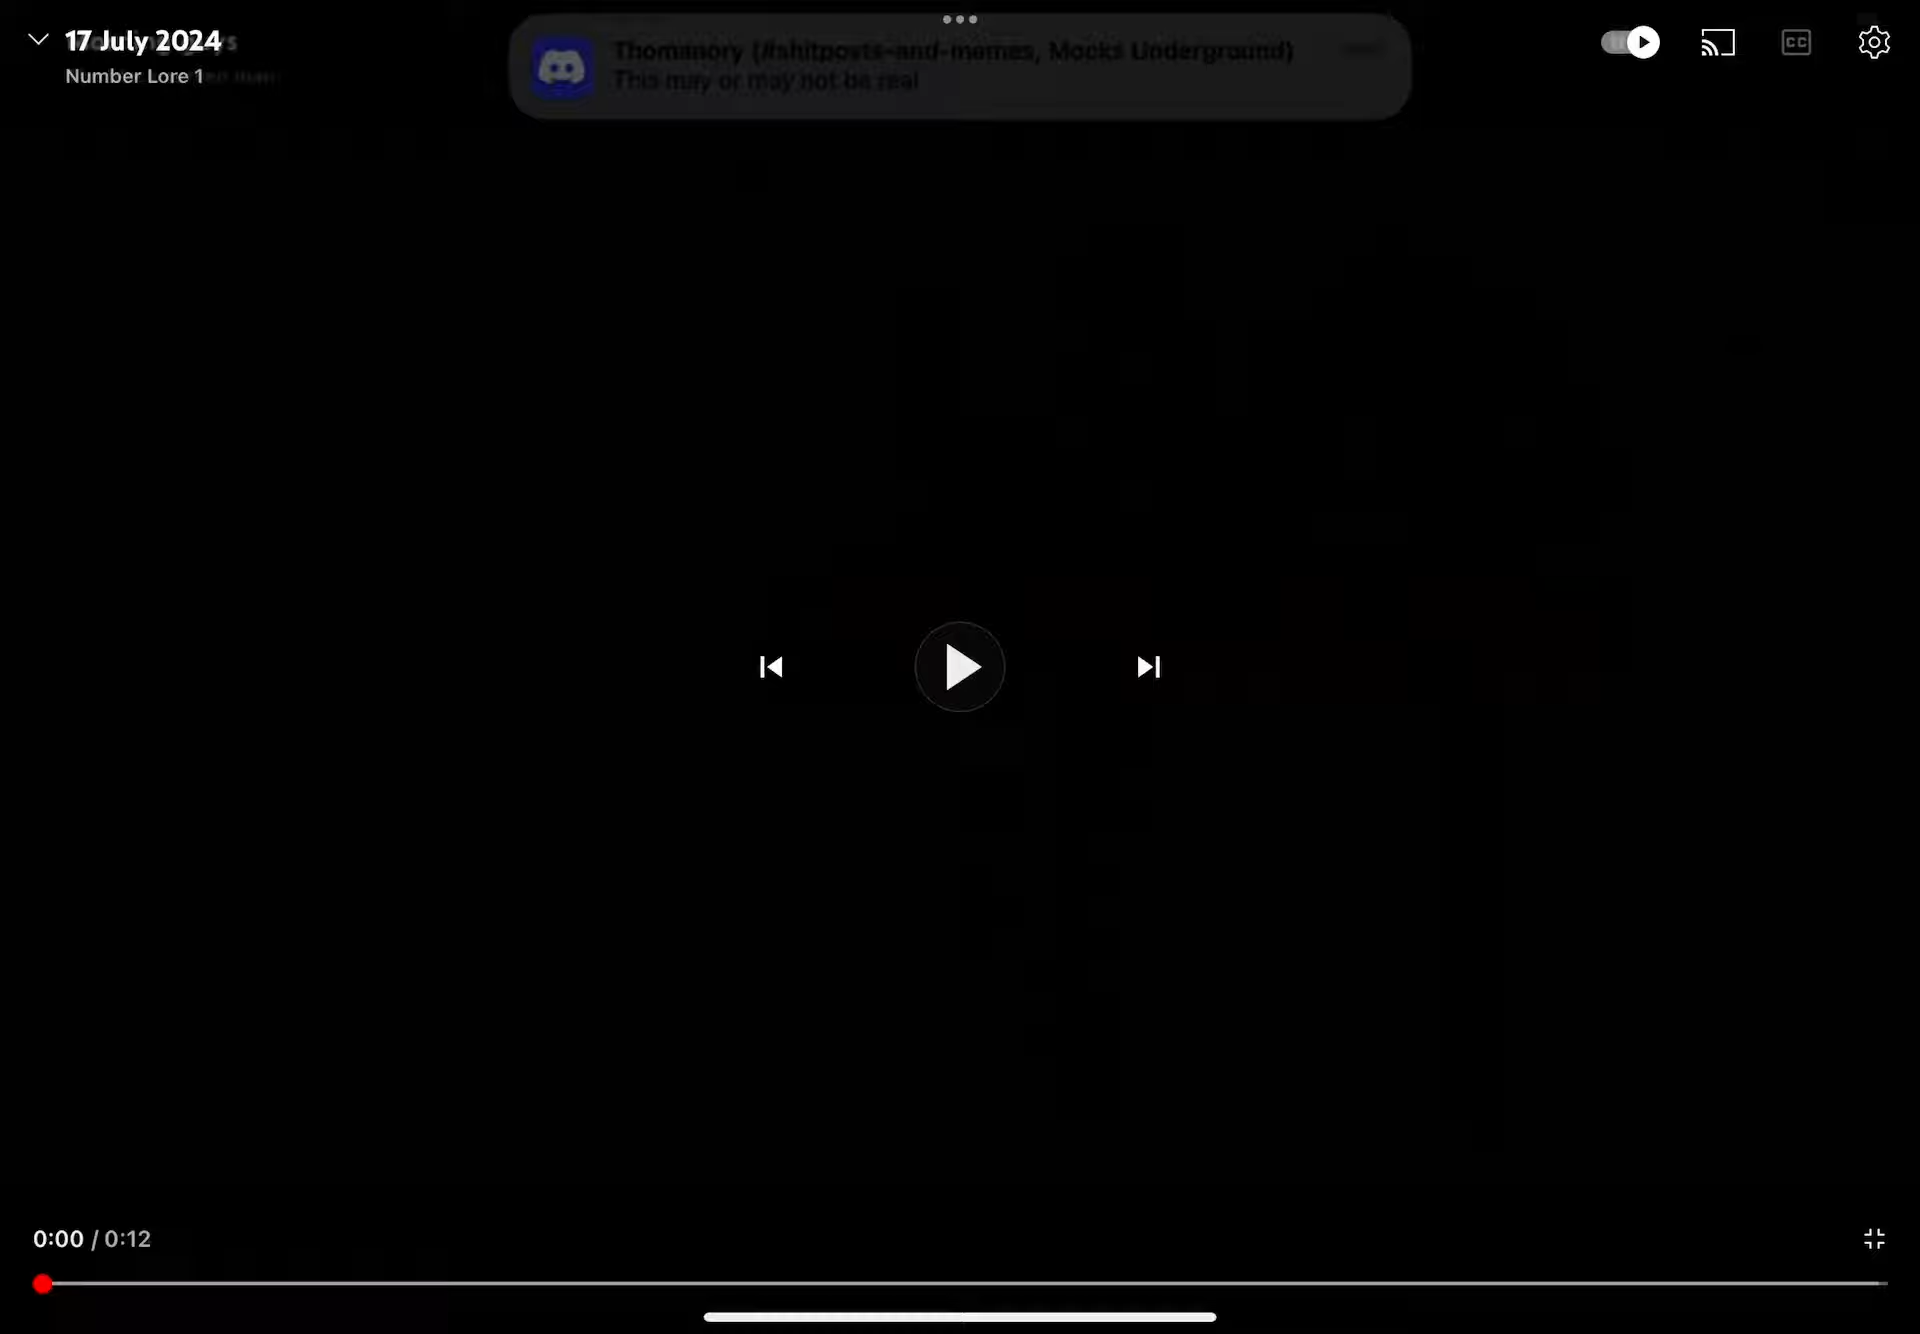 17 July 2024
Number Lore 1
Thomanory (#shitposts-and-memes, Mocks Underground)
This may or may not be real
CC
0:00 / 0:12